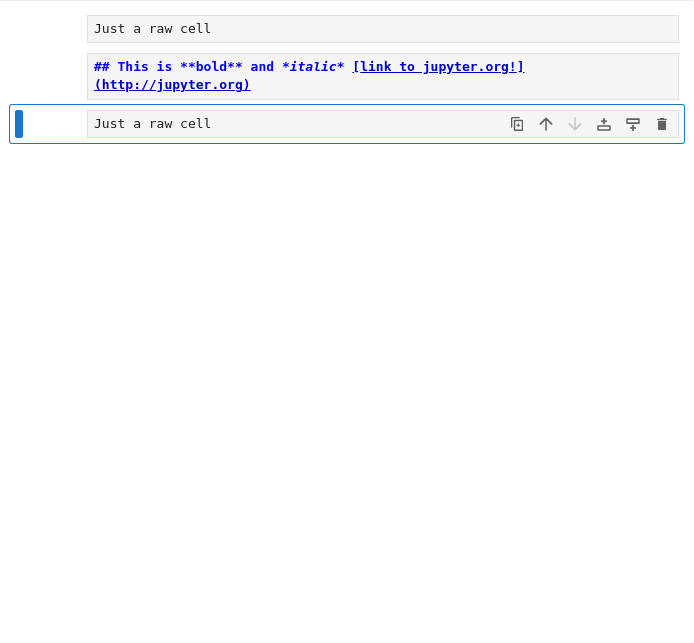 Just a raw cell
## This is **bold** and *italic* [link to jupyter.org!]
(http://jupyter.org)
Just a raw cell